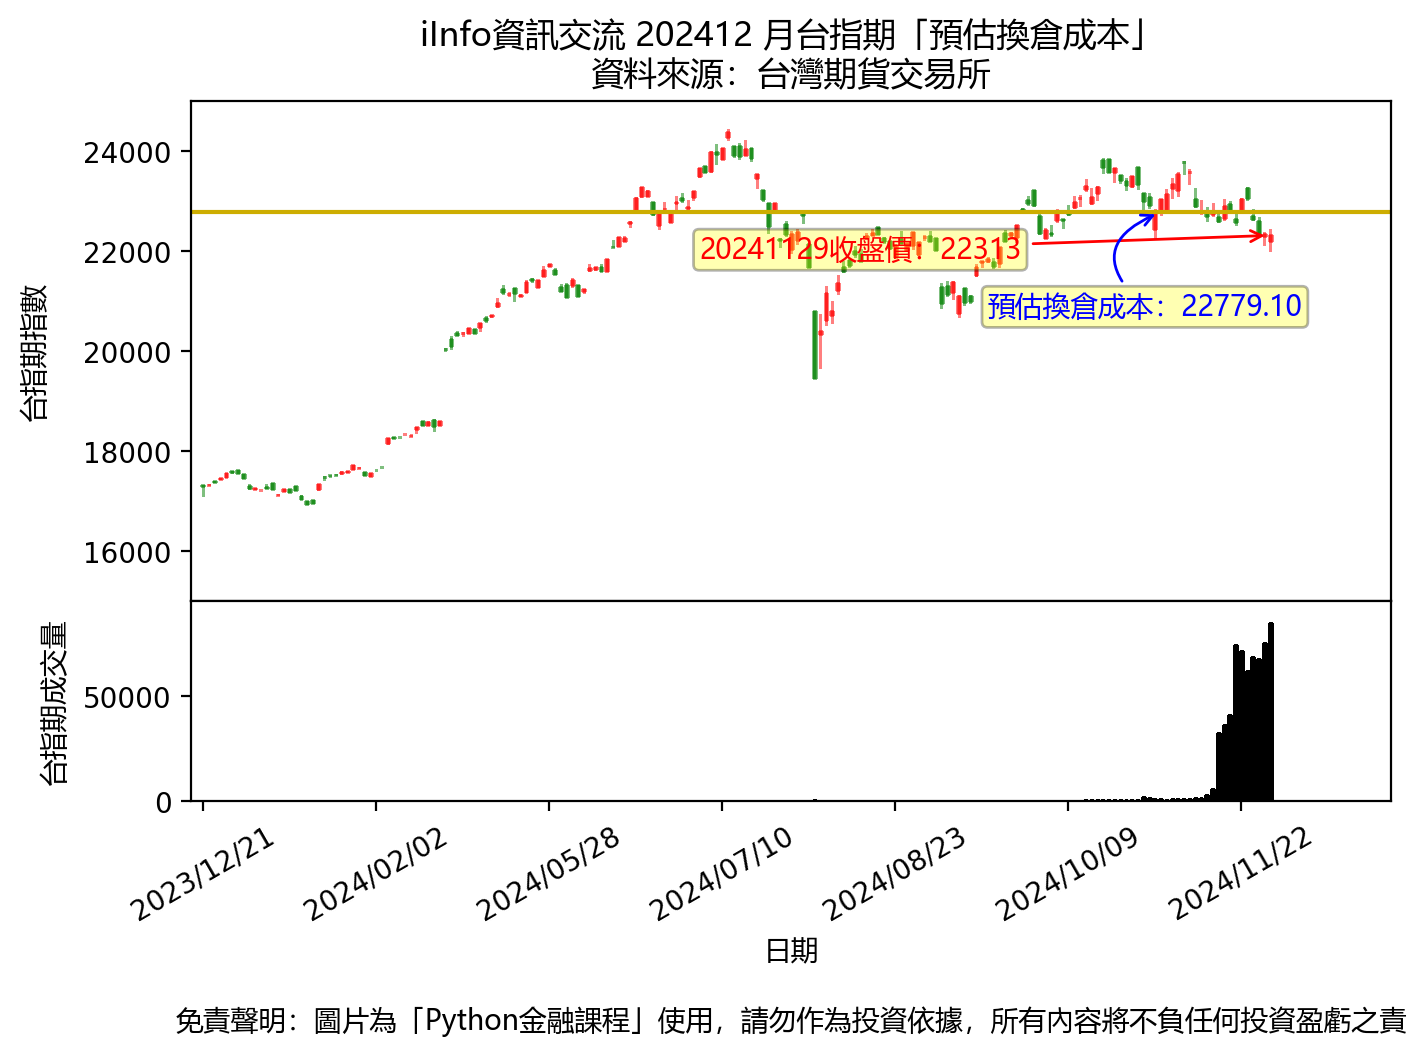 iInfo資訊交流 202412 月台指期「預估換倉成本」
資料來源：台灣期貨交易所
台指期指數
24000
22000
20000
18000
16000
20241129收盤價：22313
預估換倉成本：22779.10
台指期成交量
50000
0
2023/12/21
2024/02/02
2024/05/28
2024/07/10
2024/08/23
2024/10/09
2024/11/22
日期
免責聲明：圖片為「Python金融課程」使用，請勿作為投資依據，所有內容將不負任何投資盈虧之責